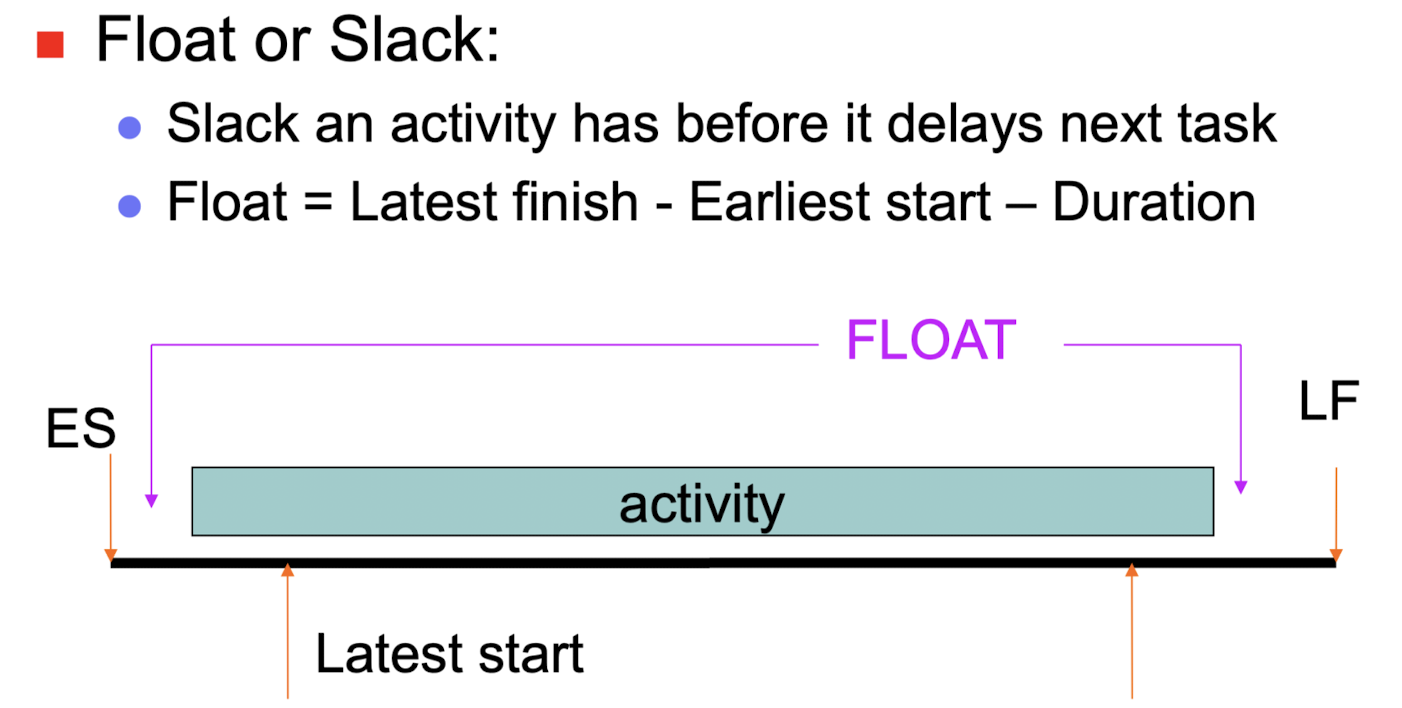 Float or Slack:
Slack an activity has before it delays next task
Float = Latest finish - Earliest start – Duration
FLOAT
ES
LF
activity
Latest start